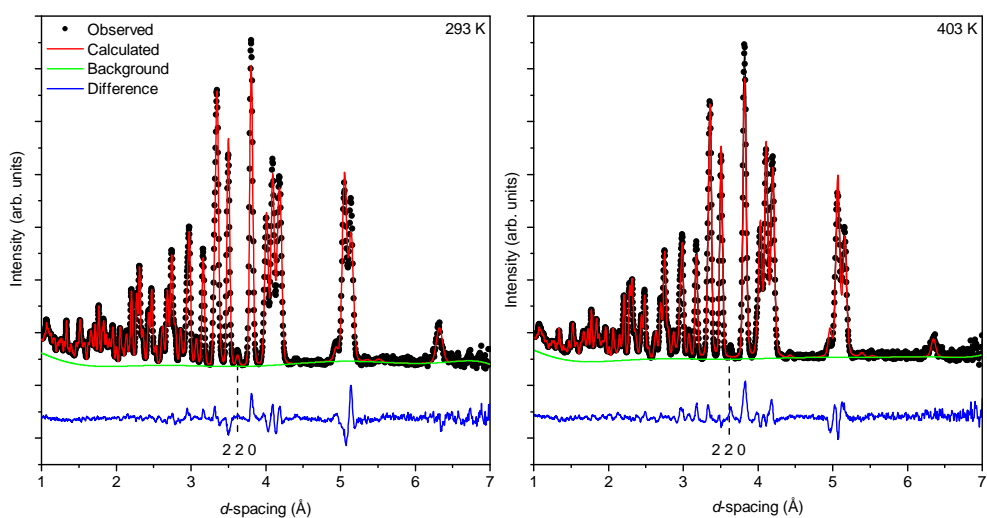 293 K
Observed
Calculated
Background
Difference
Intensity (arb. units)
2 2 0
1 2 3 4 5 6 7
d-spacing (Å)
403 K
Intensity (arb. units)
2 2 0
1 2 3 4 5 6 7
d-spacing (Å)